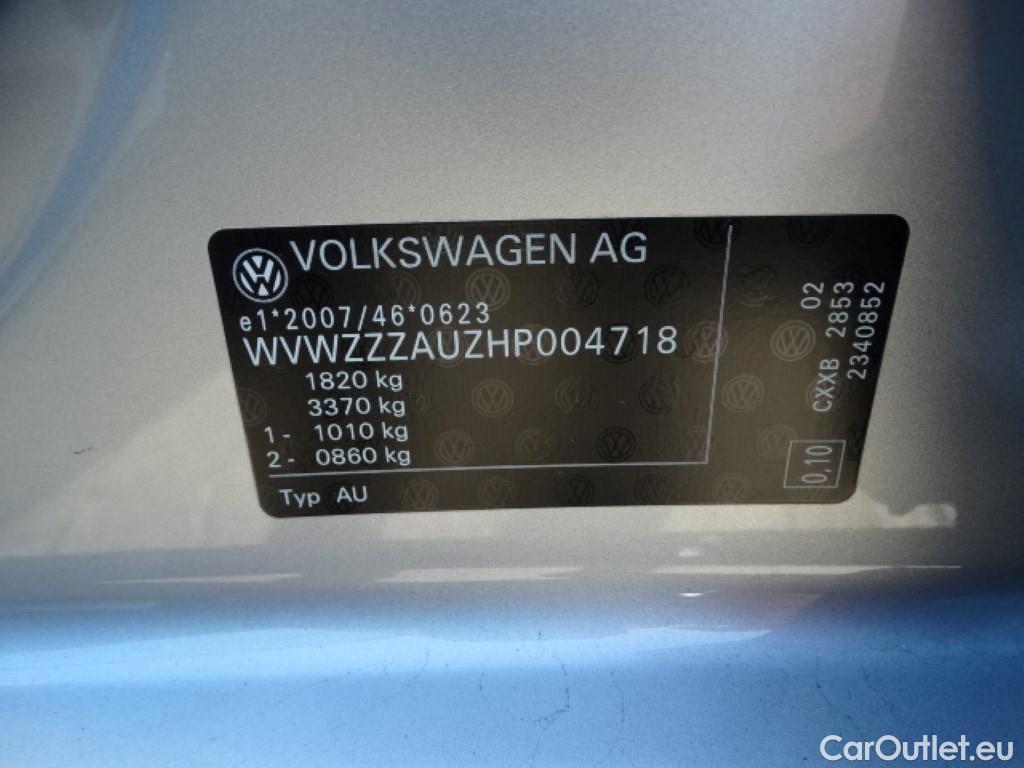 VOLKSWAGEN AG
e1*2007/46*0623
WVWZZZAUZHP004718
1820 kg
3370 kg
1- 1010 kg
2- 0860 kg
Typ AU
02
CXXB 2853
2340852
0,10
CarOutlet.eu